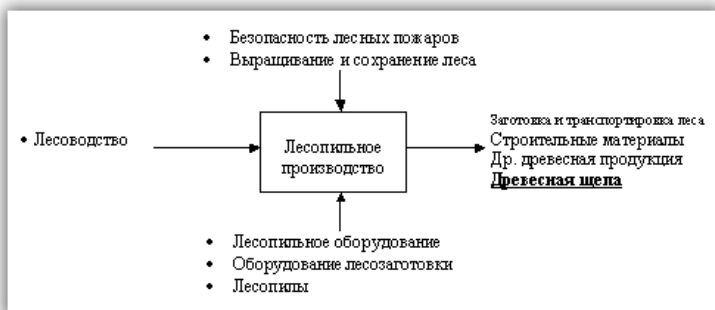 • Безопасность лесных пожаров
• Выращивание и сохранение леса
• Лесоводство
Лесопильное
производство
Заготовка и транспортировка леса
Строительные материалы
Др. древесная продукция
Древесная щепа
• Лесопильное оборудование
• Оборудование лесозаготовки
• Лесопилы